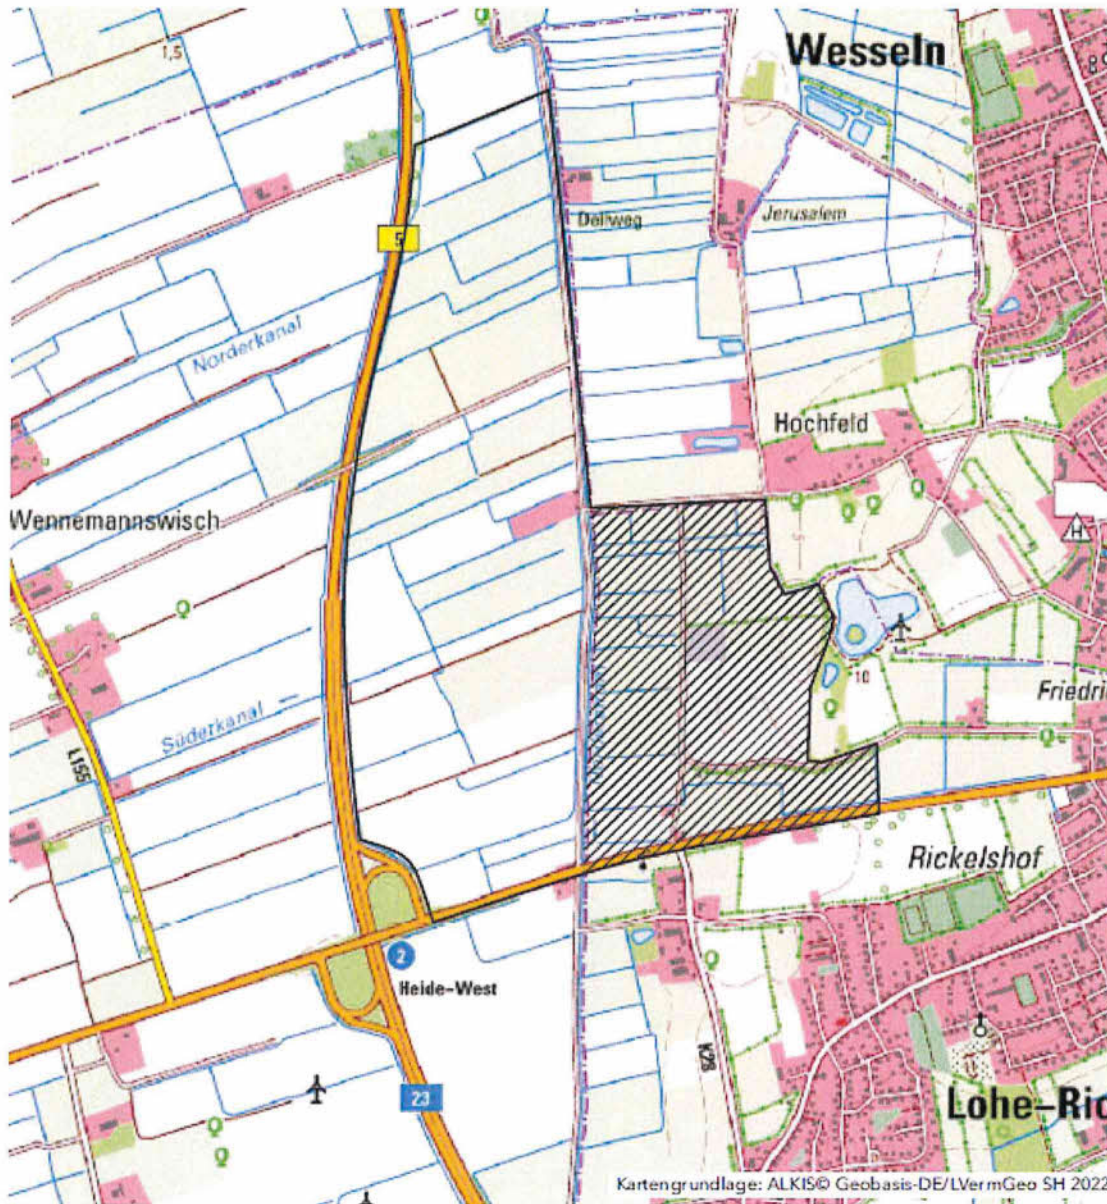 1,5
Wesseln
Dellweg
Jerusalem
5
Norderkanal
Hochfeld
Wennemannswisch
H
5
10
Friedri
Süderkanal
L155
Rickelshof
2
Heide-West
K28
23
Lohe-Ric
Kartengrundlage: ALKIS© Geobasis-DE/LVermGeo SH 2022